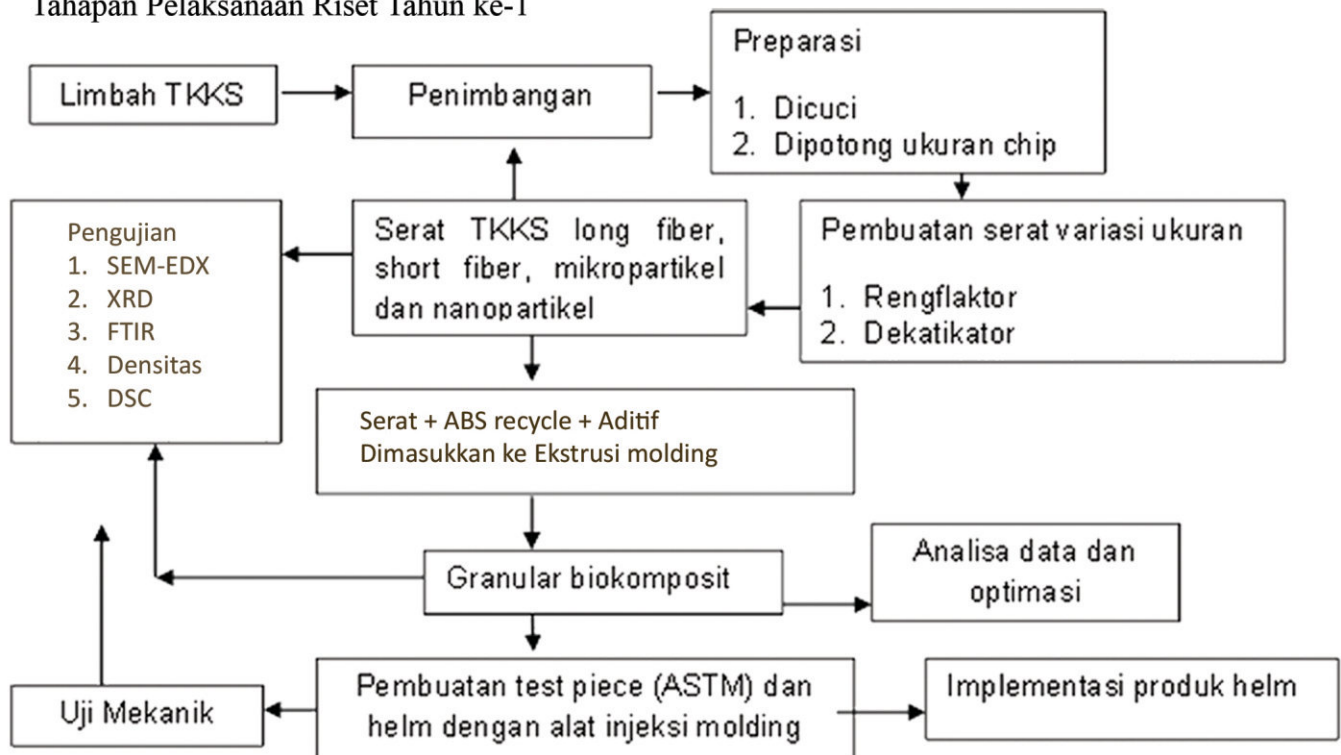 Tahapan Pelaksanaan Riset Tahun ke-1
Limbah TKKS
Penimbangan
Preparasi
1. Dicuci
2. Dipotong ukuran chip
Pengujian
1. SEM-EDX
2. XRD
3. FTIR
4. Densitas
5. DSC
Serat TKKS long fiber,
short fiber, mikropartikel
dan nanopartikel
Pembuatan serat variasi ukuran
1. Rengflaktor
2. Dekatikator
Serat + ABS recycle + Aditif
Dimasukkan ke Ekstrusi molding
Granular biokomposit
Analisa data dan
optimasi
Uji Mekanik
Pembuatan test piece (ASTM) dan
helm dengan alat injeksi molding
Implementasi produk helm